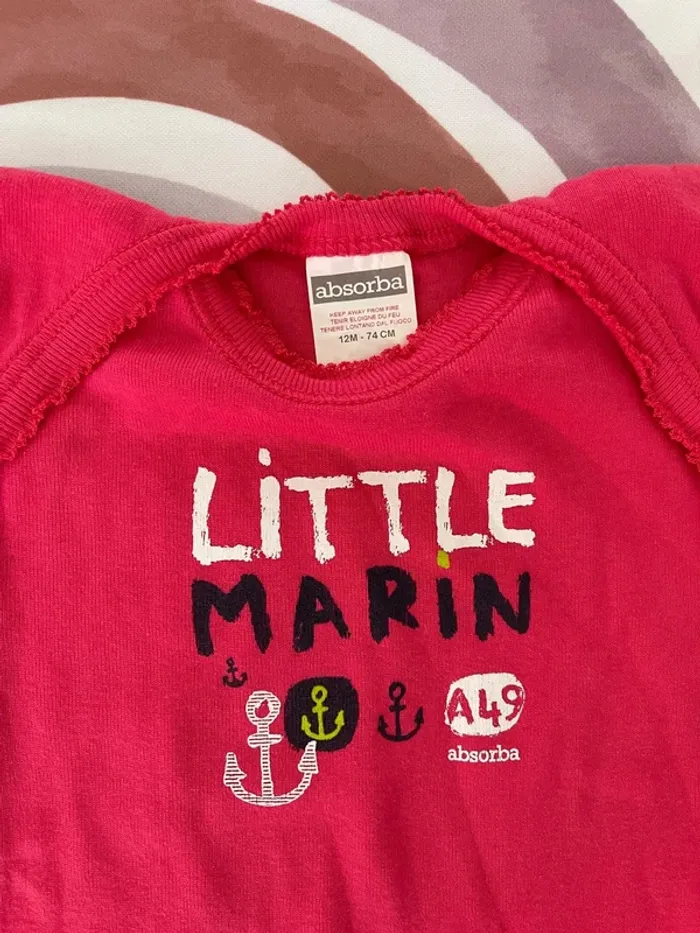 absorba
KEEP AWAY FROM FIRE
TENIR ELOIGNE DU FEU
TENERE LONTANO DAL FUOCO
12M - 74 CM
LiTTLE
MARiN
A49
absorba